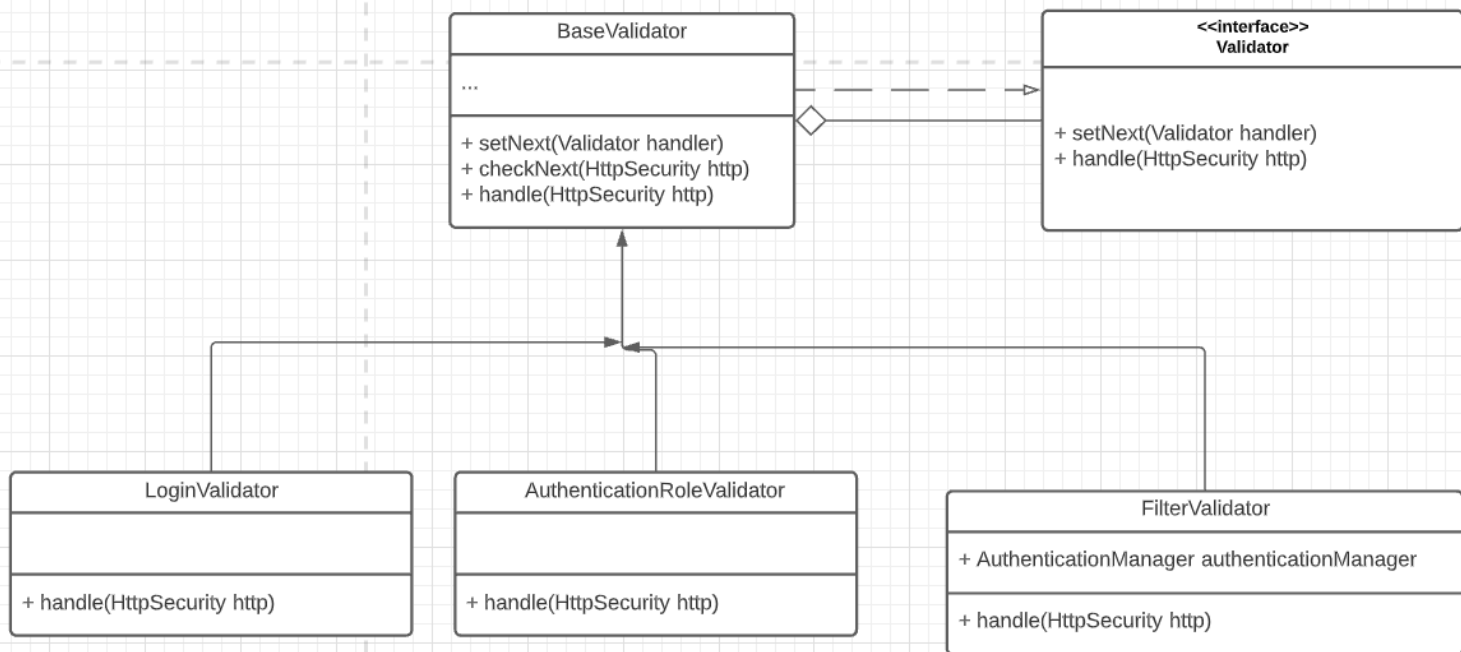 BaseValidator
...
+ setNext(Validator handler)
+ checkNext(HttpSecurity http)
+ handle(HttpSecurity http)
<<interface>>
Validator
+ setNext(Validator handler)
+ handle(HttpSecurity http)
LoginValidator
+ handle(HttpSecurity http)
AuthenticationRoleValidator
+ handle(HttpSecurity http)
FilterValidator
+ AuthenticationManager authenticationManager
+ handle(HttpSecurity http)